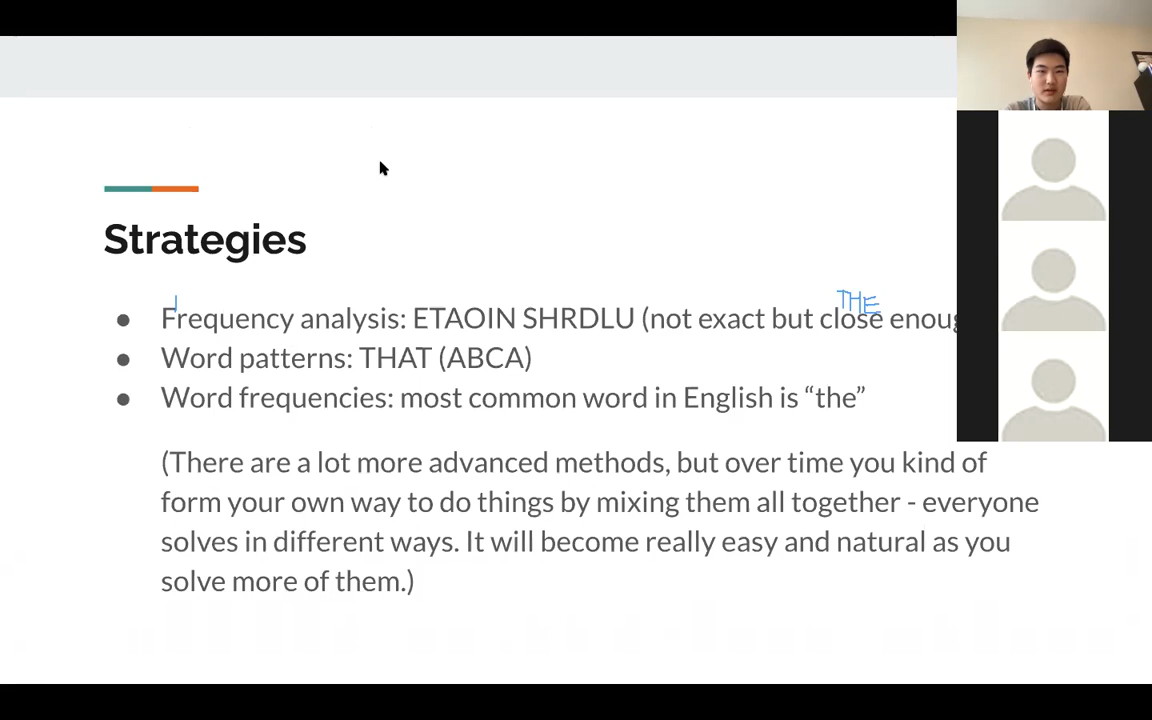 Strategies
THE
● Frequency analysis: ETAOIN SHRDLU (not exact but close
● Word patterns: THAT (ABCA)
● Word frequencies: most common word in English is “the”
(There are a lot more advanced methods, but over time you kind of
form your own way to do things by mixing them all together - everyone
solves in different ways. It will become really easy and natural as you
solve more of them.)